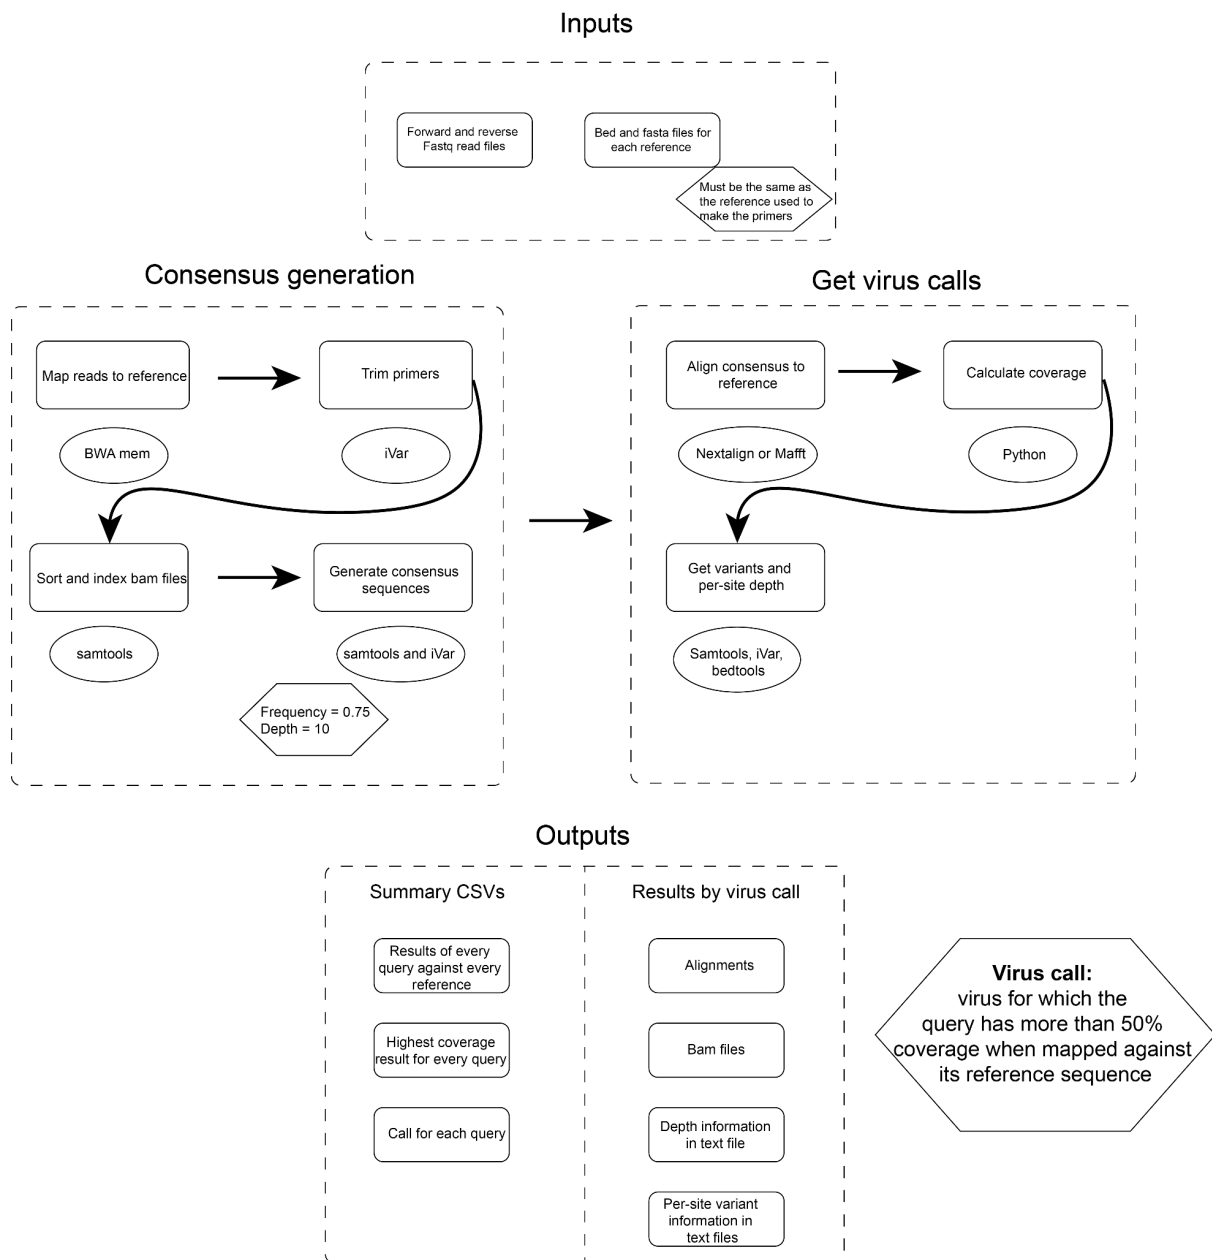 Inputs
Forward and reverse
Fastq read files
Bed and fasta files for
each reference
Must be the same as
the reference used to
make the primers
Consensus generation
Map reads to reference
Trim primers
BWA mem
iVar
Sort and index bam files
Generate consensus
sequences
samtools
samtools and iVar
Frequency = 0.75
Depth = 10
Get virus calls
Align consensus to
reference
Calculate coverage
Nextalign or Mafft
Python
Get variants and
per-site depth
Samtools, iVar,
bedtools
Outputs
Summary CSVs
Results of every
query against every
reference
Highest coverage
result for every query
Call for each query
Results by virus call
Alignments
Bam files
Depth information
in text file
Per-site variant
information in
text files
Virus call:
virus for which the
query has more than 50%
coverage when mapped against
its reference sequence